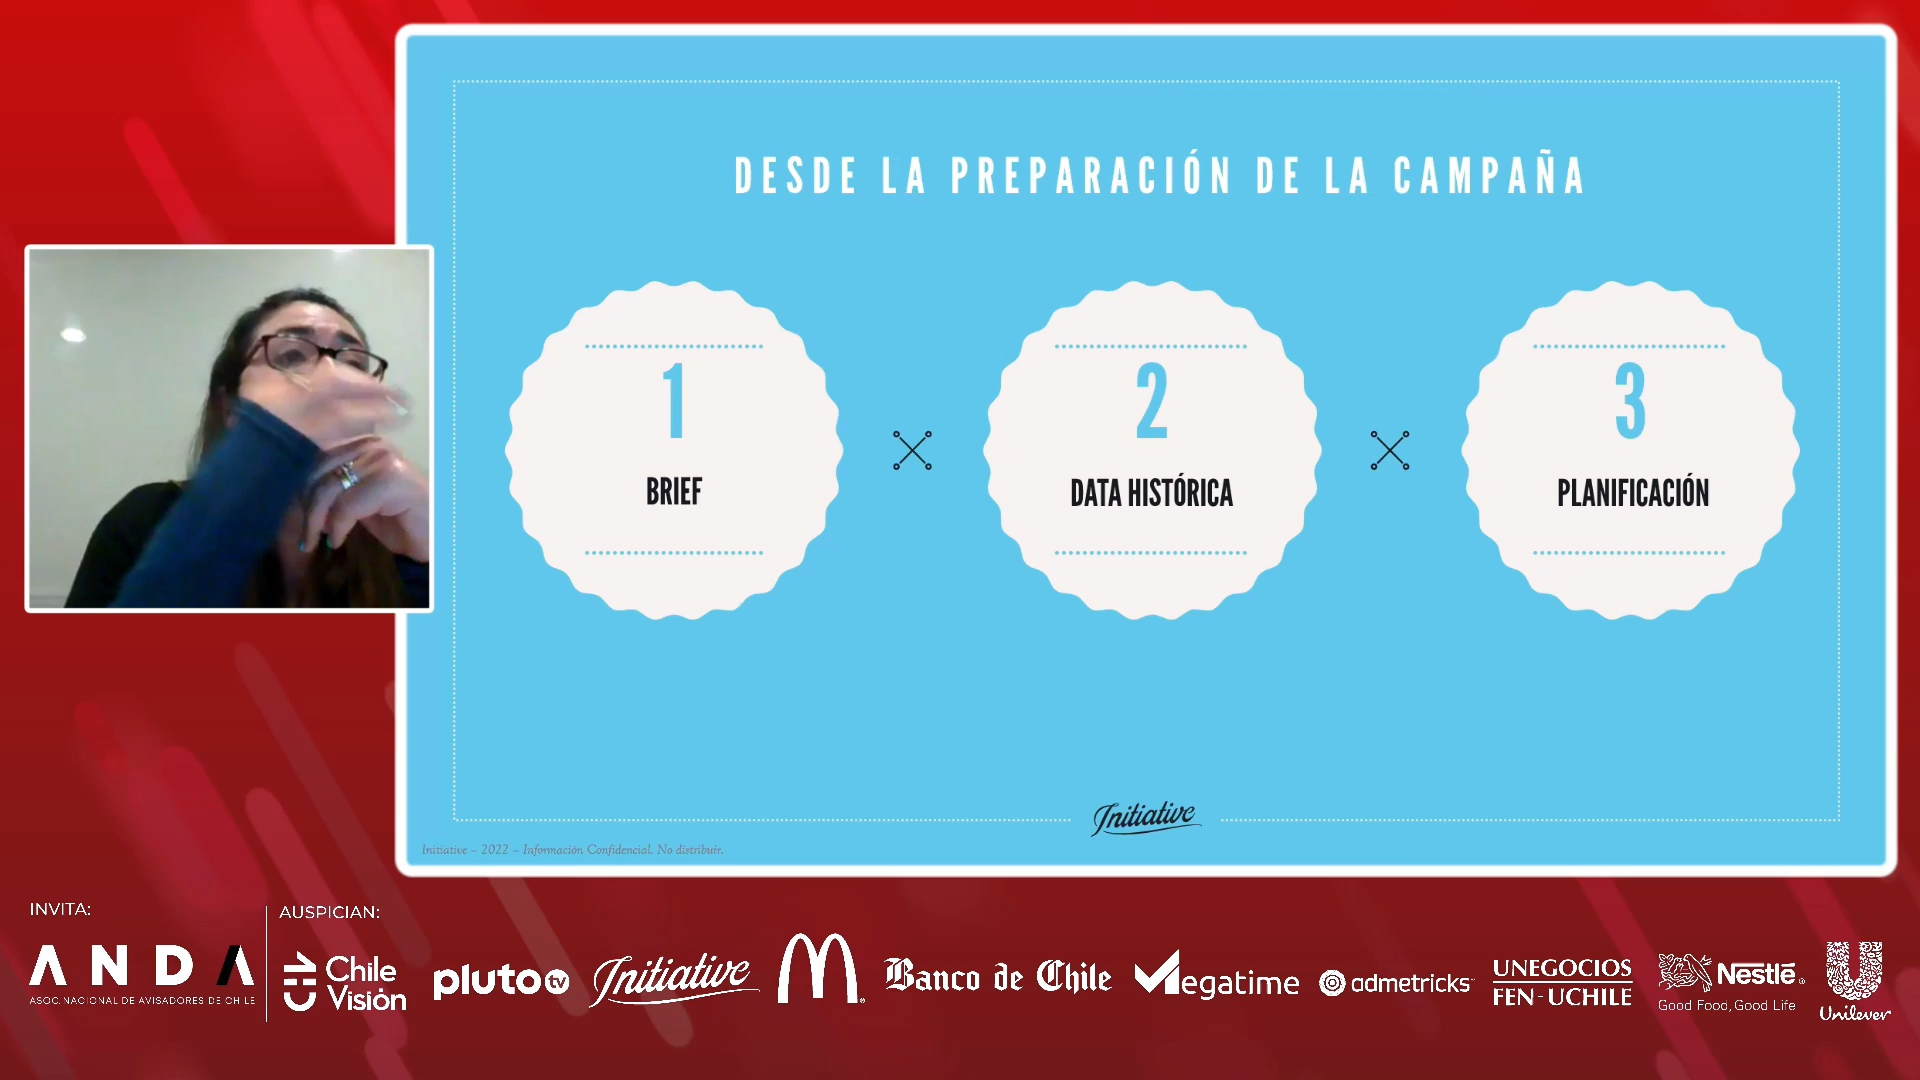 DESDE LA PREPARACIÓN DE LA CAMPAÑA
1
BRIEF
2
DATA HISTÓRICA
3
PLANIFICACIÓN
Initiative
Initiative – 2022 – Información Confidencial. No distribuir.
INVITA:
ANDA
ASOC. NACIONAL DE AVISADORES DE CHILE
AUSPICIAN:
CHV
Chile
Visión
pluto tv
Initiative
M
Banco de Chile
Megatime
admetricks
UNEGOCIOS
FEN-UCHILE
Nestlé
Good Food, Good Life
U
Unilever